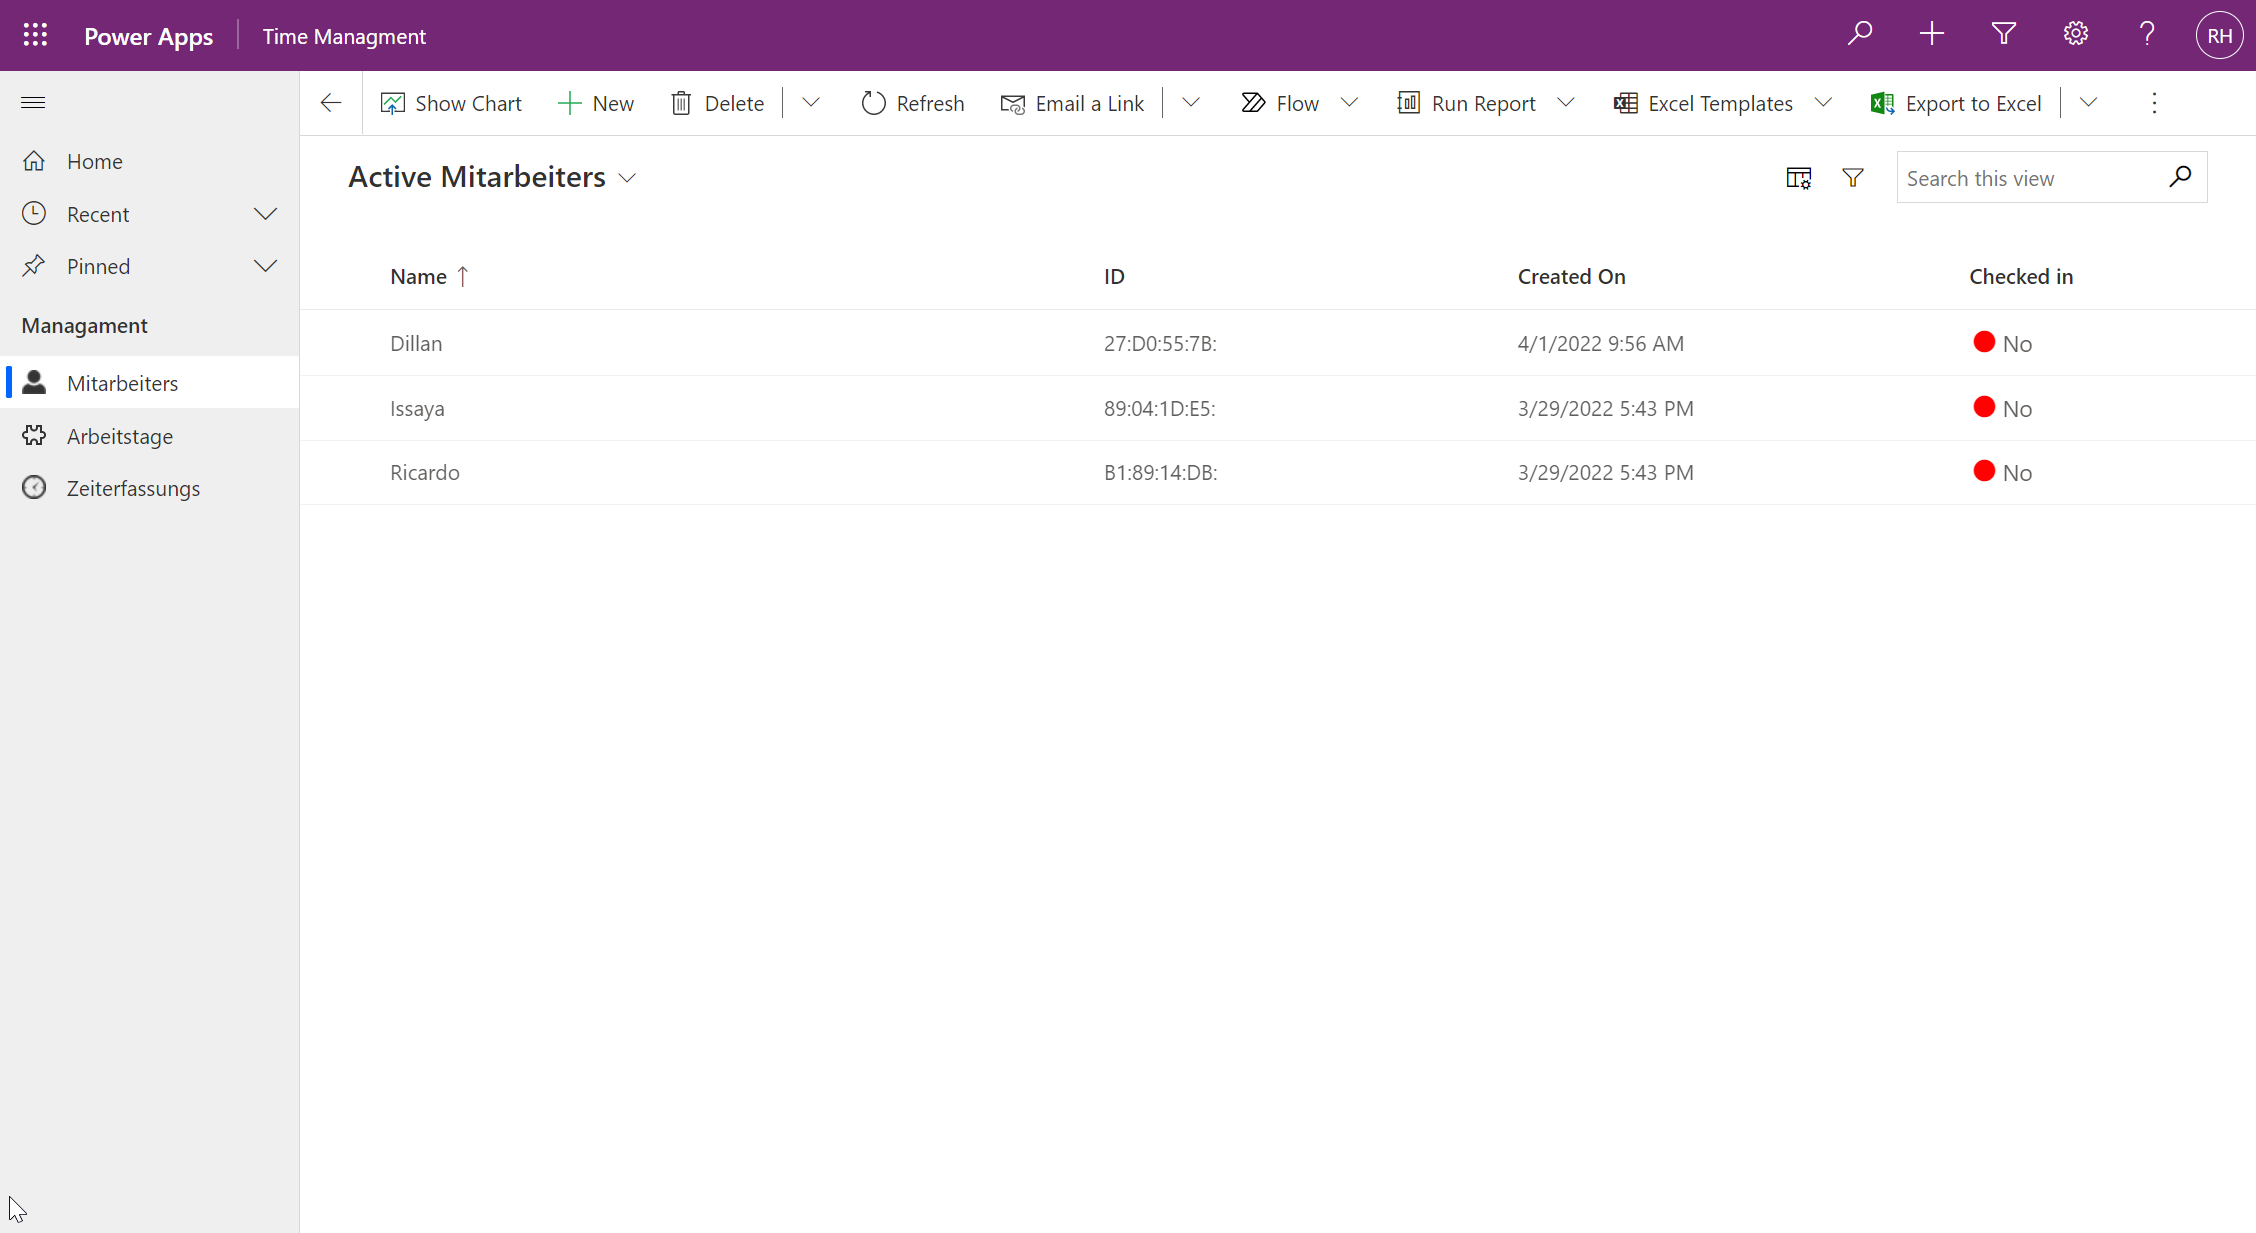 Power Apps Time Managment RH
Show Chart New Delete Refresh Email a Link Flow Run Report Excel Templates Export to Excel
Home
Recent
Pinned
Managament
Mitarbeiters
Arbeitstage
Zeiterfassungs
Active Mitarbeiters Search this view
Name ID Created On Checked in
Dillan 27:D0:55:7B: 4/1/2022 9:56 AM No
Issaya 89:04:1D:E5: 3/29/2022 5:43 PM No
Ricardo B1:89:14:DB: 3/29/2022 5:43 PM No